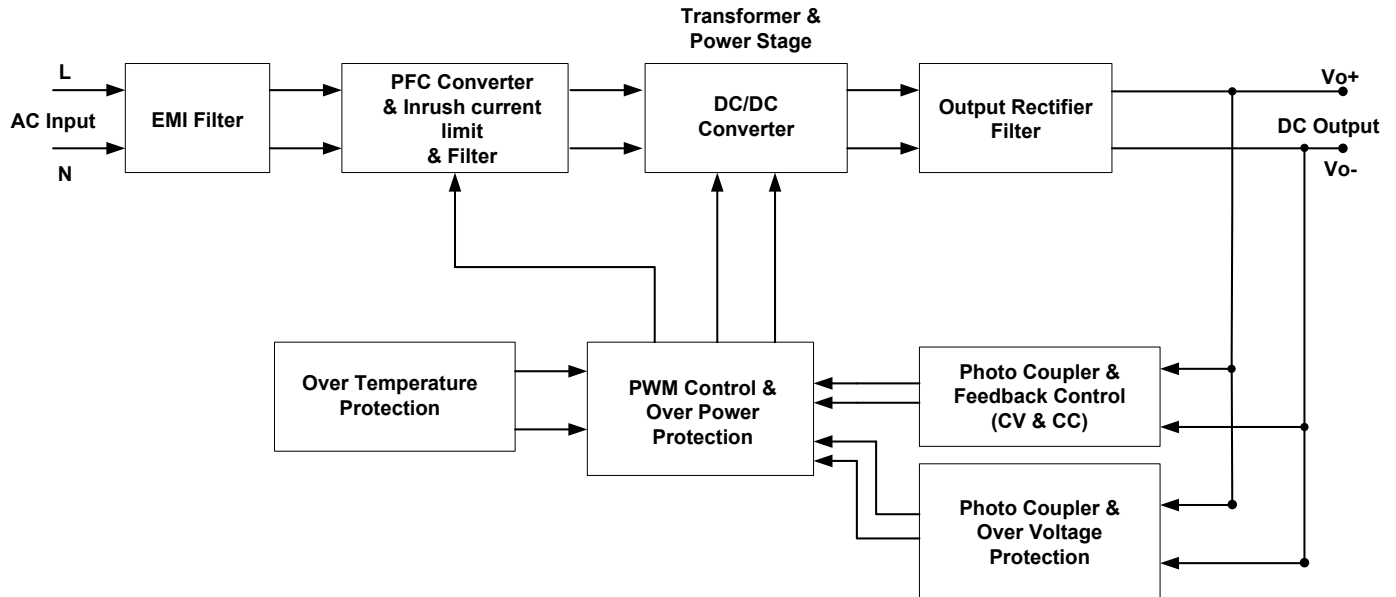 Transformer &
Power Stage
L
AC Input
N
EMI Filter
PFC Converter
& Inrush current
limit
& Filter
DC/DC
Converter
Output Rectifier
Filter
Vo+
DC Output
Vo-
Over Temperature
Protection
PWM Control &
Over Power
Protection
Photo Coupler &
Feedback Control
(CV & CC)
Photo Coupler &
Over Voltage
Protection